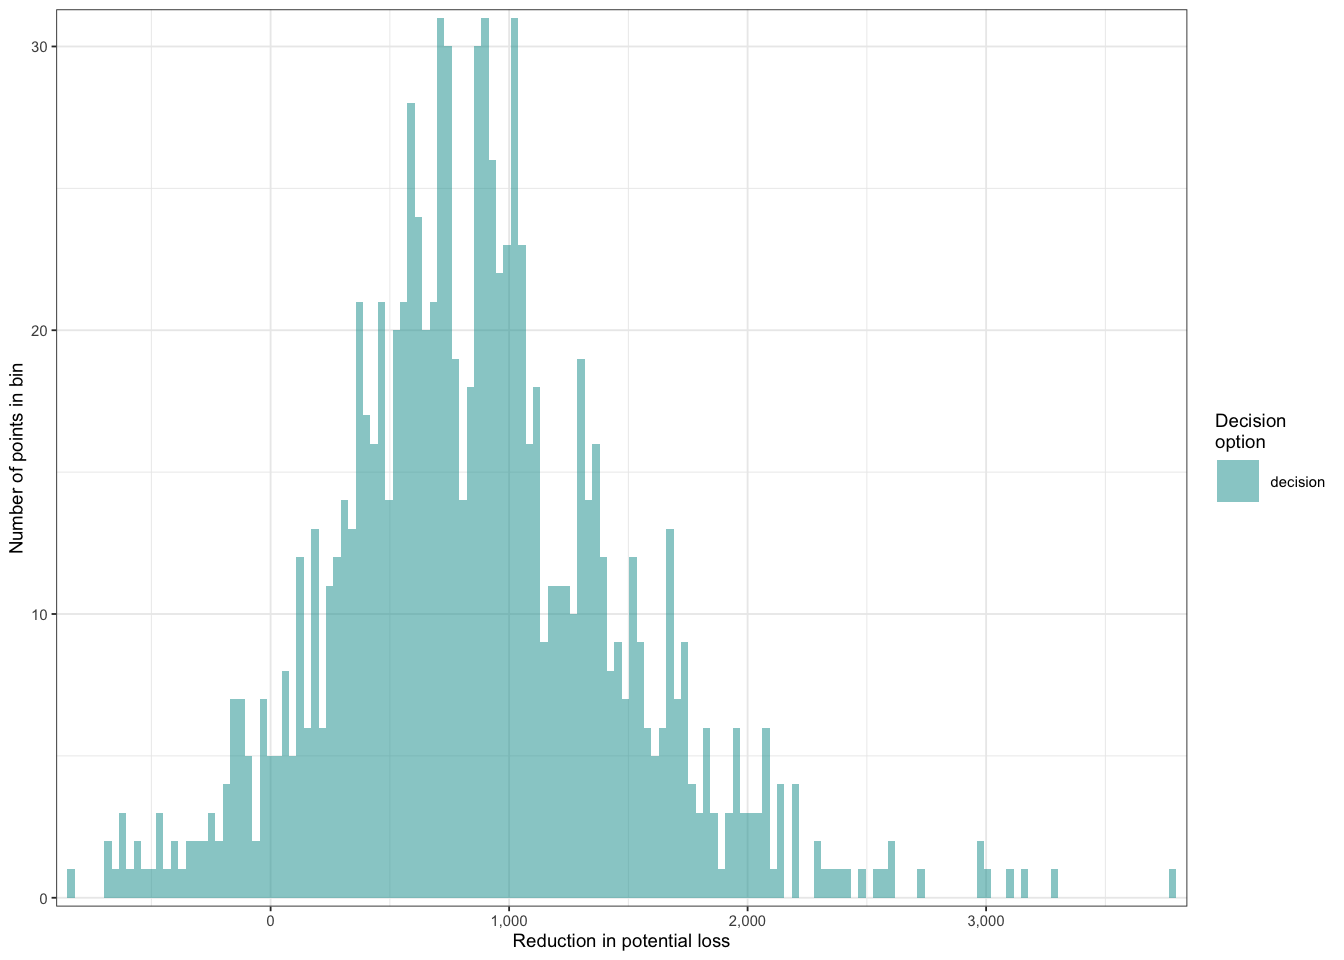 30
20
10
0
Number of points in bin
0
1,000
2,000
3,000
Reduction in potential loss
Decision
option
decision